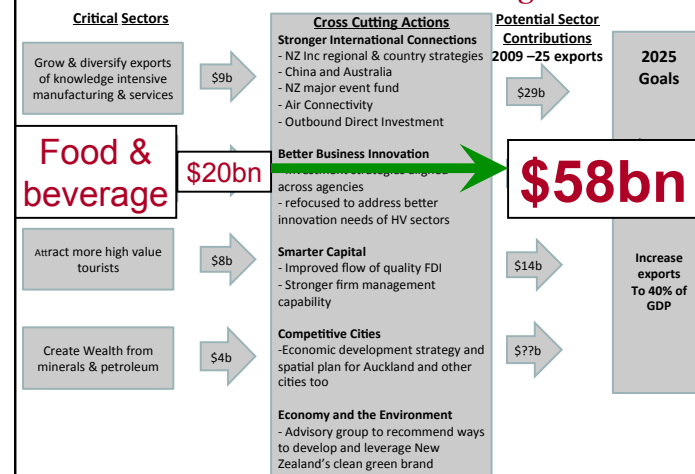 Critical Sectors
Grow & diversify exports
of knowledge intensive
manufacturing & services
Food &
beverage
Attract more high value
tourists
Create Wealth from
minerals & petroleum
$9b
$20bn
$8b
$4b
Cross Cutting Actions
Stronger International Connections
- NZ Inc regional & country strategies
- China and Australia
- NZ major event fund
- Air Connectivity
- Outbound Direct Investment
Better Business Innovation
across agencies
- refocused to address better
innovation needs of HV sectors
Smarter Capital
- Improved flow of quality FDI
- Stronger firm management
capability
Competitive Cities
-Economic development strategy and
spatial plan for Auckland and other
cities too
Economy and the Environment
- Advisory group to recommend ways
to develop and leverage New
Zealand's clean green brand
Potential Sector
Contributions
2009 –25 exports
$29b
$58bn
$14b
$??b
2025
Goals
Increase
exports
To 40% of
GDP